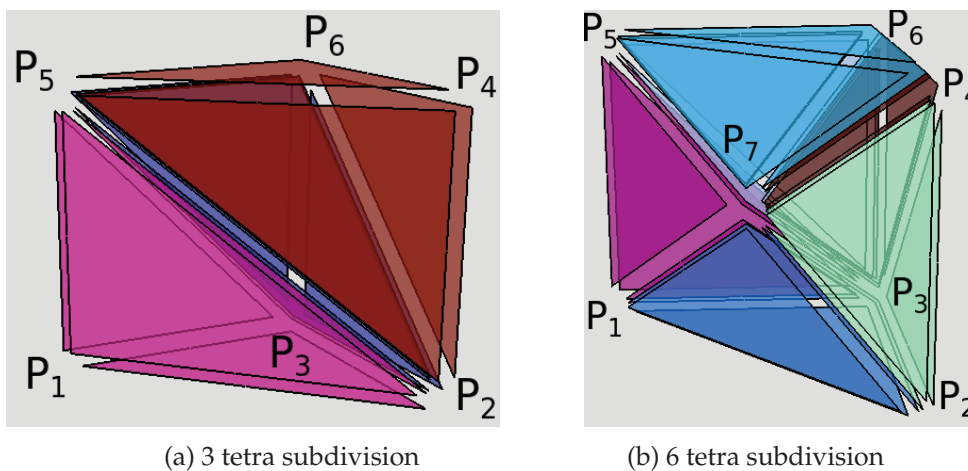 P6
P5
P4
P3
P1
P2
P5
P6
P4
P7
P3
P1
P2
(a) 3 tetra subdivision
(b) 6 tetra subdivision